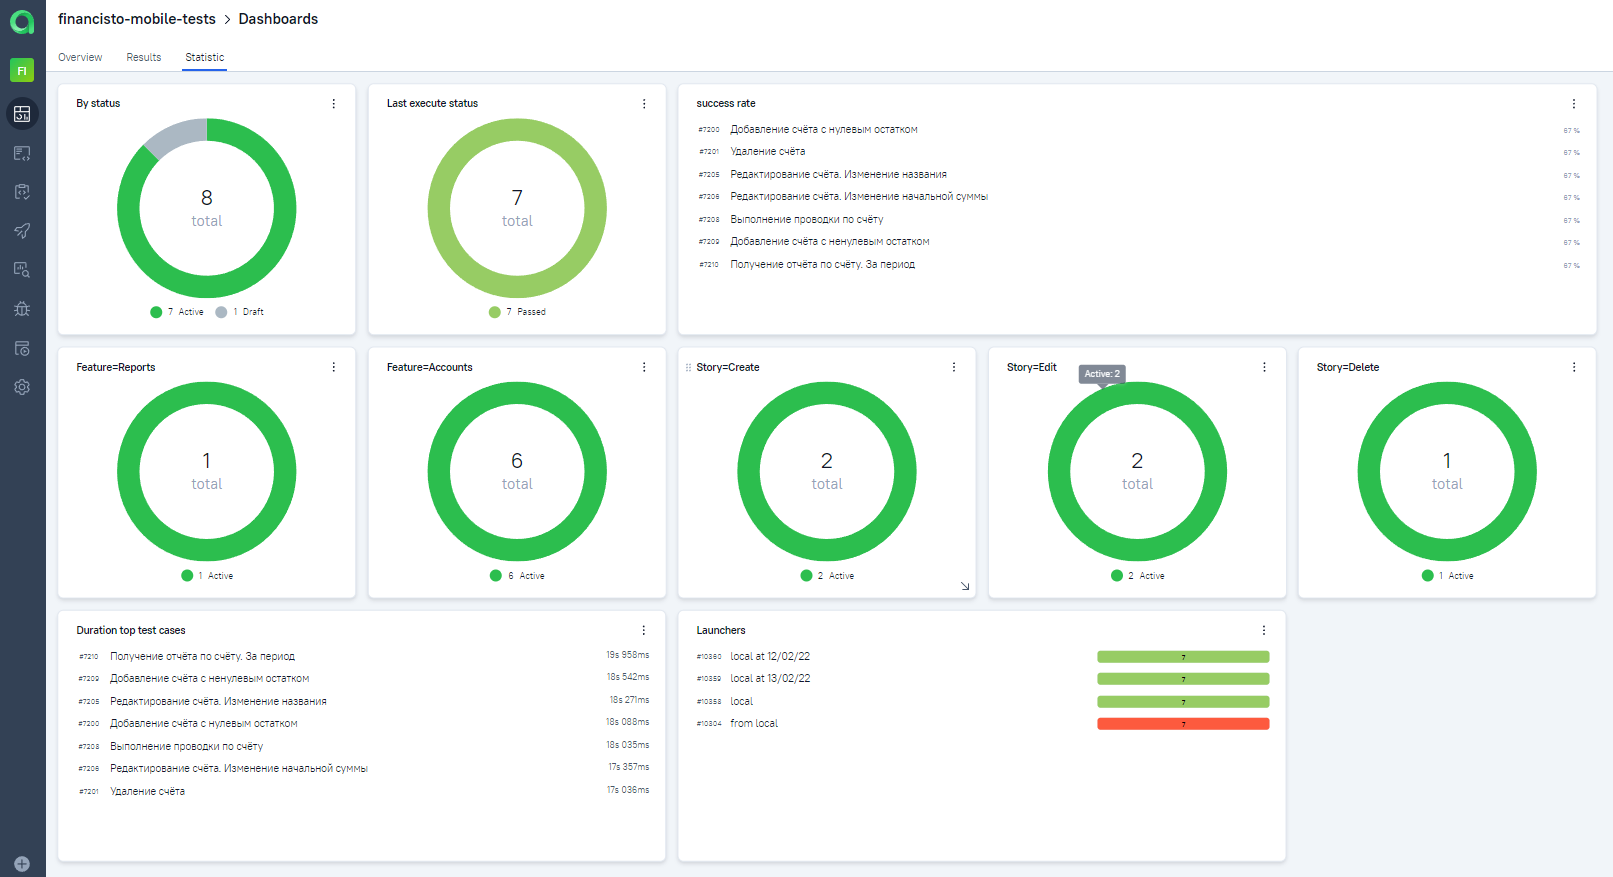 financisto-mobile-tests > Dashboards
Overview Results Statistic
FI
By status
8
total
7 Active 1 Draft
Last execute status
7
total
7 Passed
success rate
#7200 Добавление счёта с нулевым остатком 67 %
#7201 Удаление счёта 67 %
#7205 Редактирование счёта. Изменение названия 67 %
#7206 Редактирование счёта. Изменение начальной суммы 67 %
#7208 Выполнение проводки по счёту 67 %
#7209 Добавление счёта с ненулевым остатком 67 %
#7210 Получение отчёта по счёту. За период 67 %
Feature=Reports
1
total
1 Active
Feature=Accounts
6
total
6 Active
Story=Create
2
total
2 Active
Story=Edit
Active: 2
2
total
2 Active
Story=Delete
1
total
1 Active
Duration top test cases
#7210 Получение отчёта по счёту. За период 19s 958ms
#7209 Добавление счёта с ненулевым остатком 18s 542ms
#7205 Редактирование счёта. Изменение названия 18s 271ms
#7200 Добавление счёта с нулевым остатком 18s 088ms
#7208 Выполнение проводки по счёту 18s 035ms
#7206 Редактирование счёта. Изменение начальной суммы 17s 357ms
#7201 Удаление счёта 17s 036ms
Launchers
#10360 local at 12/02/22 7
#10359 local at 13/02/22 7
#10358 local 7
#10304 from local 7